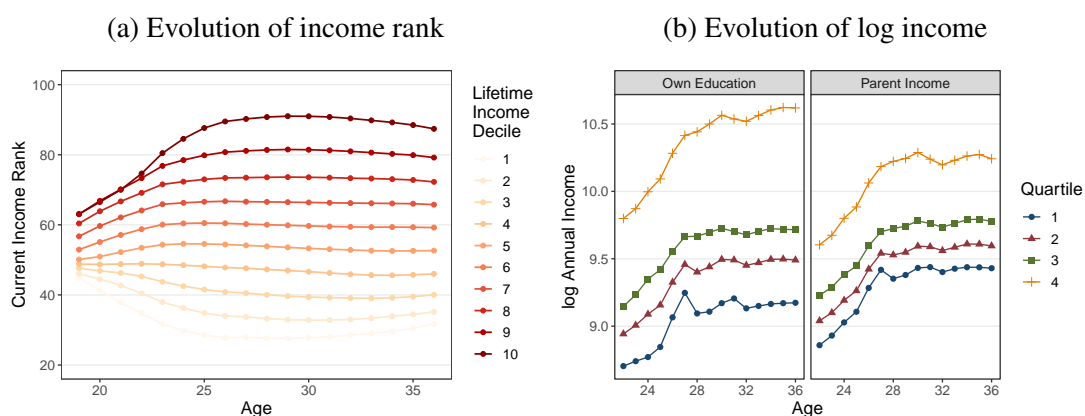 (a) Evolution of income rank
100
80
60
40
20
Current Income Rank
20
25
30
35
Age
Lifetime
Income
Decile
1
2
3
4
5
6
7
8
9
10
(b) Evolution of log income
Own Education
Parent Income
10.5
10.0
9.5
9.0
log Annual Income
24
28
32
36
24
28
32
36
Age
Quartile
1
2
3
4